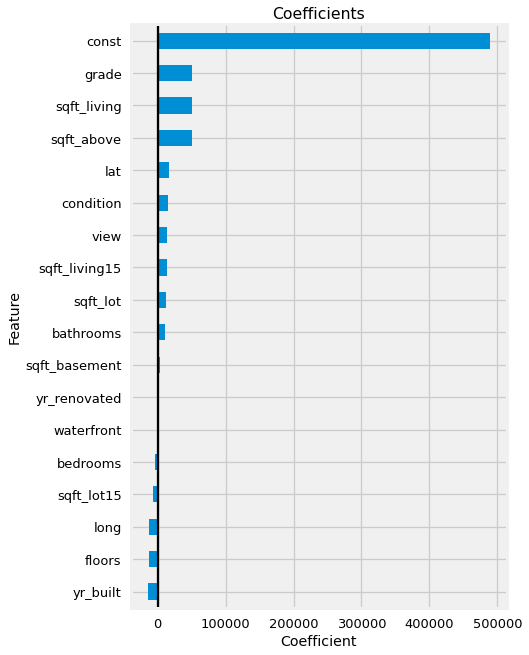 Coefficients
const
grade
sqft_living
sqft_above
lat
condition
view
sqft_living15
sqft_lot
bathrooms
sqft_basement
yr_renovated
waterfront
bedrooms
sqft_lot15
long
floors
yr_built
Feature
0 100000 200000 300000 400000 500000
Coefficient